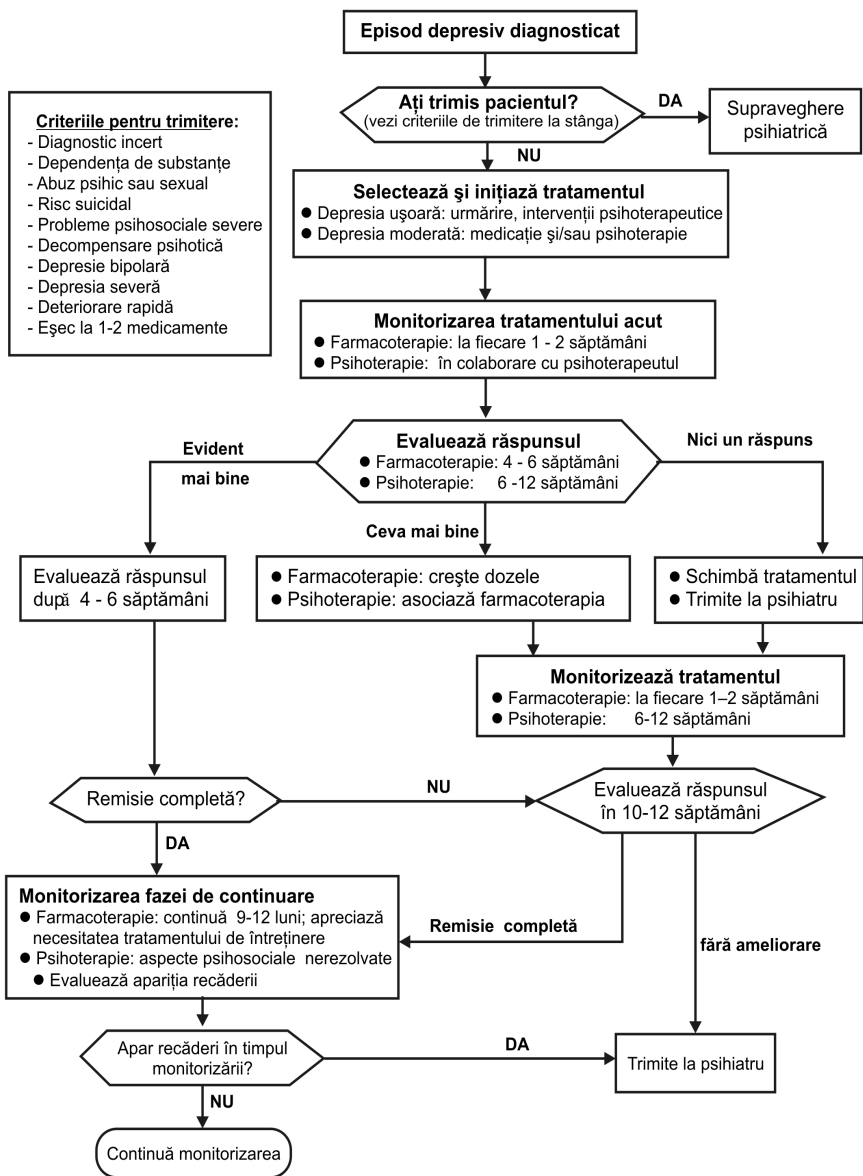 Episod depresiv diagnosticat
Ați trimis pacientul?
(vezi criteriile de trimitere la stânga)
DA
Supraveghere
psihiatrică
NU
Criteriile pentru trimitere:
- Diagnostic incert
- Dependența de substanțe
- Abuz psihic sau sexual
- Risc suicidal
- Probleme psihosociale severe
- Decompensare psihotică
- Depresie bipolară
- Depresia severă
- Deteriorare rapidă
- Eşec la 1-2 medicamente
Selectează şi inițiază tratamentul
● Depresia uşoară: urmărire, intervenții psihoterapeutice
● Depresia moderată: medicație şi/sau psihoterapie
Monitorizarea tratamentului acut
● Farmacoterapie: la fiecare 1 - 2 săptămâni
● Psihoterapie: în colaborare cu psihoterapeutul
Evaluează răspunsul
● Farmacoterapie: 4 - 6 săptămâni
● Psihoterapie: 6 -12 săptămâni
Evident
mai bine
Ceva mai bine
Nici un răspuns
Evaluează răspunsul
după 4 - 6 săptămâni
● Farmacoterapie: creşte dozele
● Psihoterapie: asociază farmacoterapia
● Schimbă tratamentul
● Trimite la psihiatru
Monitorizează tratamentul
● Farmacoterapie: la fiecare 1–2 săptămâni
● Psihoterapie: 6-12 săptămâni
Remisie completă?
NU
Evaluează răspunsul
în 10-12 săptămâni
DA
Monitorizarea fazei de continuare
● Farmacoterapie: continuă 9-12 luni; apreciază
necesitatea tratamentului de întreținere
● Psihoterapie: aspecte psihosociale nerezolvate
● Evaluează apariția recăderii
Remisie completă
fără ameliorare
Apar recăderi în timpul
monitorizării?
DA
Trimite la psihiatru
NU
Continuă monitorizarea